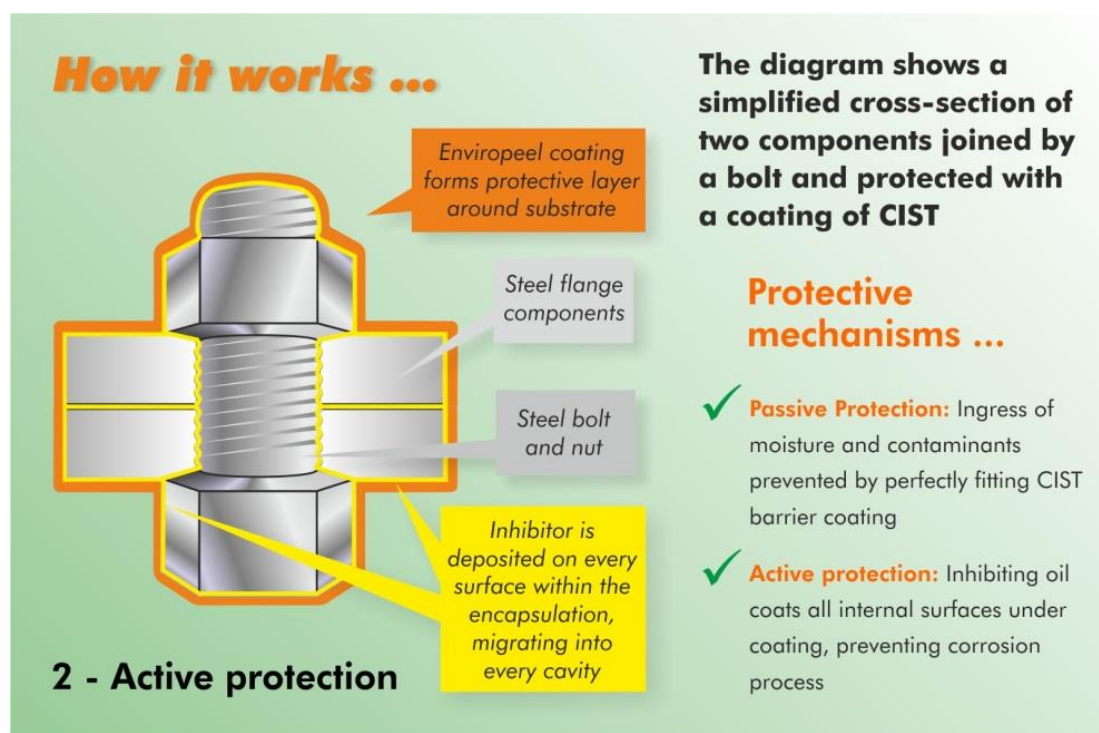 How it works ...
Enviropeel coating
forms protective layer
around substrate
Steel flange
components
Steel bolt
and nut
Inhibitor is
deposited on every
surface within the
encapsulation,
migrating into
every cavity
2 - Active protection
The diagram shows a
simplified cross-section of
two components joined by
a bolt and protected with
a coating of CIST
Protective
mechanisms ...
Passive Protection: Ingress of
moisture and contaminants
prevented by perfectly fitting CIST
barrier coating
Active protection: Inhibiting oil
coats all internal surfaces under
coating, preventing corrosion
process